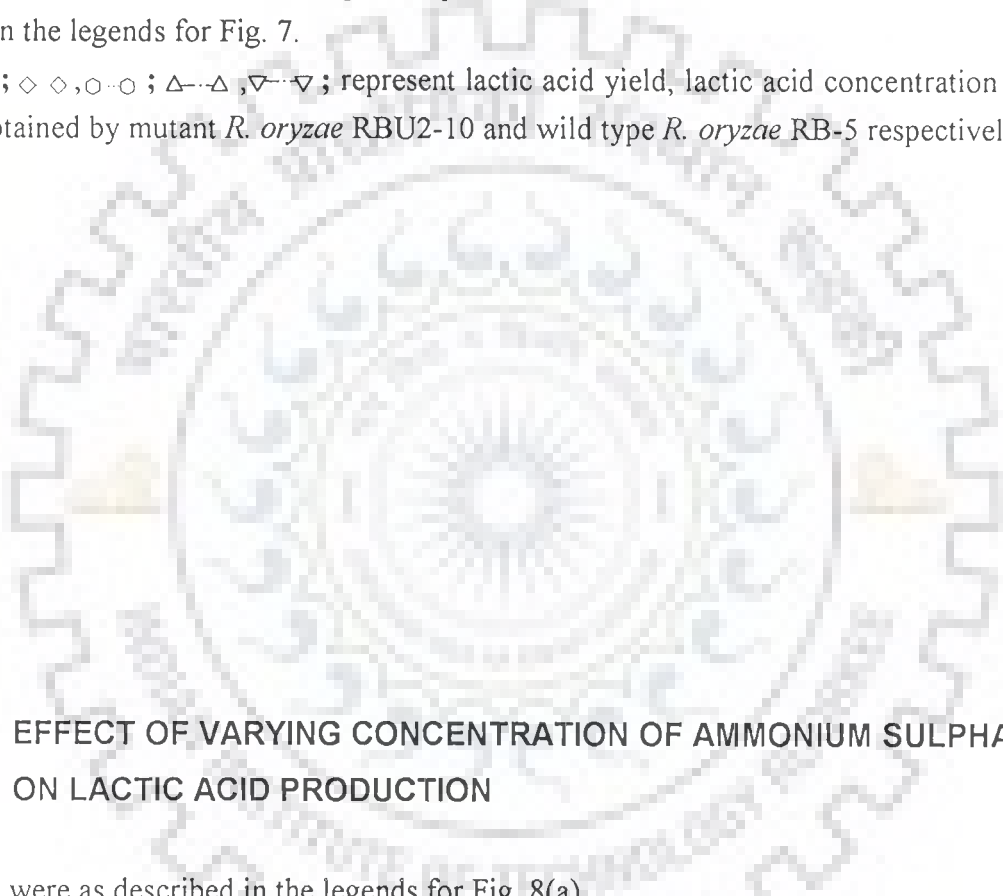 n the legends for Fig. 7.
; ◇ ◇ ,○··○ ; △-·-△ ,▽-·▽ ; represent lactic acid yield, lactic acid concentration
otained by mutant R. oryzae RBU2-10 and wild type R. oryzae RB-5 respectivel
EFFECT OF VARYING CONCENTRATION OF AMMONIUM SULPHA
ON LACTIC ACID PRODUCTION
were as described in the legends for Fig. 8(a)